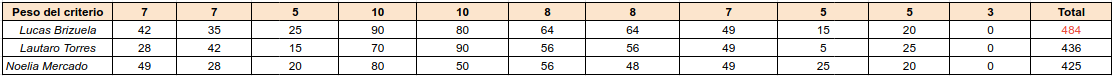 Peso del criterio 7 7 5 10 10 8 8 7 5 5 3 Total
Lucas Brizuela 42 35 25 90 80 64 64 49 15 20 0 484
Lautaro Torres 28 42 15 70 90 56 56 49 5 25 0 436
Noelia Mercado 49 28 20 80 50 56 48 49 25 20 0 425